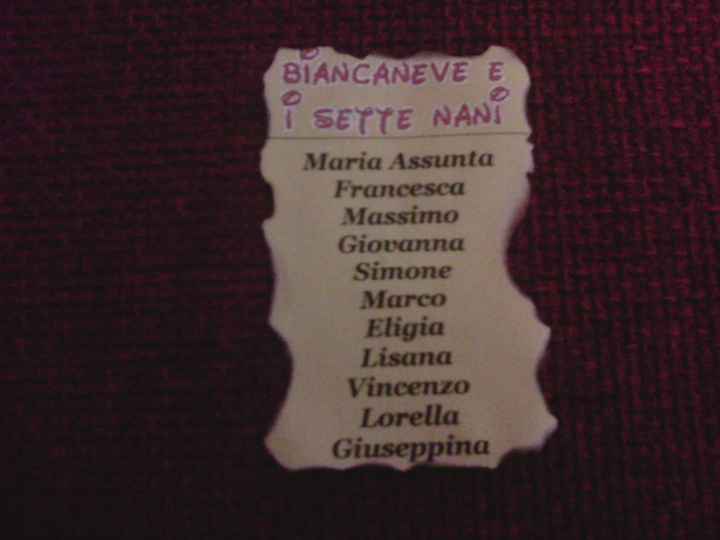 BIANCANEVE E
I SETTE NANI
Maria Assunta
Francesca
Massimo
Giovanna
Simone
Marco
Eligia
Lisana
Vincenzo
Lorella
Giuseppina